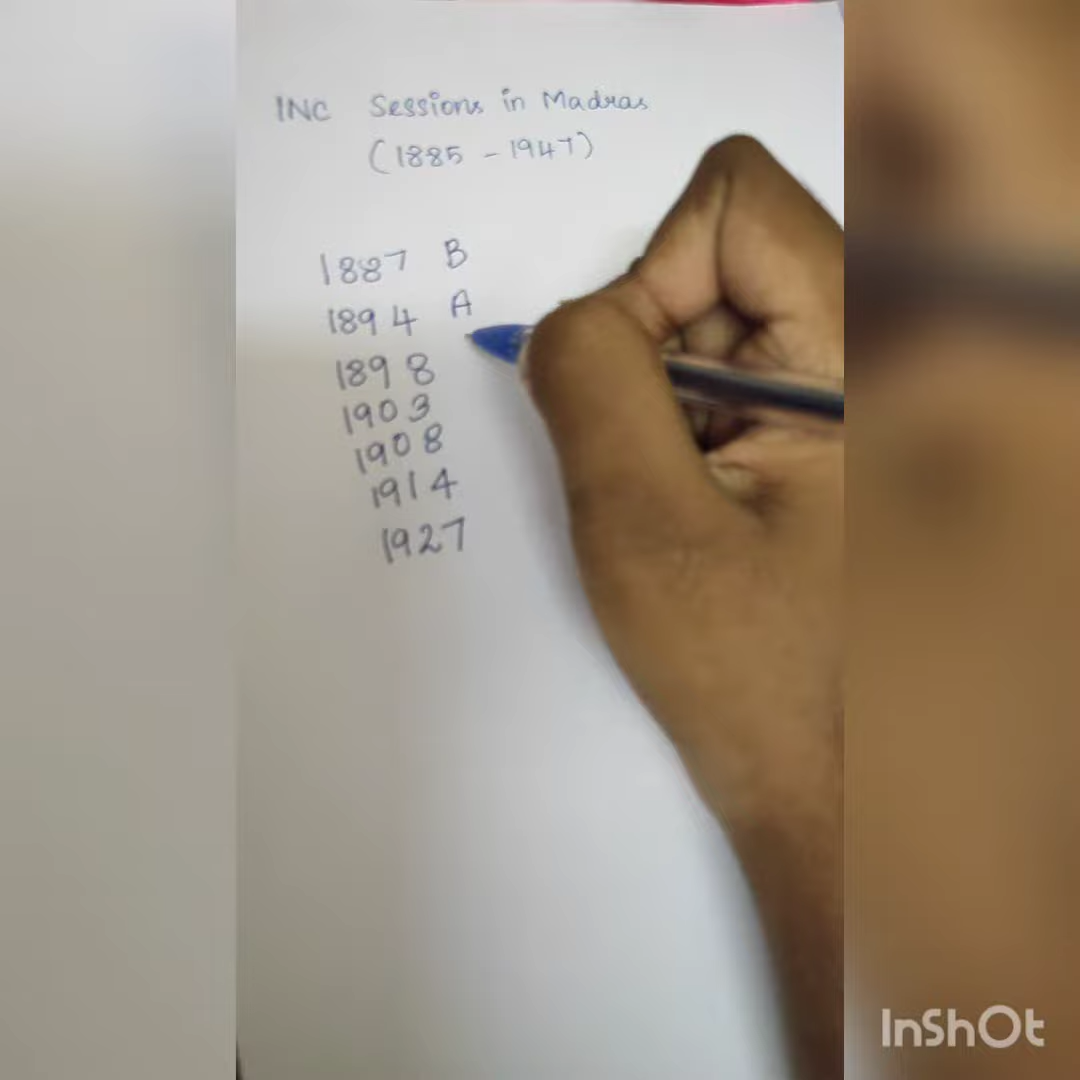 INC Sessions in Madras
(1885 - 1947)
1887 B
1894 A
1898
1903
1908
1914
1927
InShOt